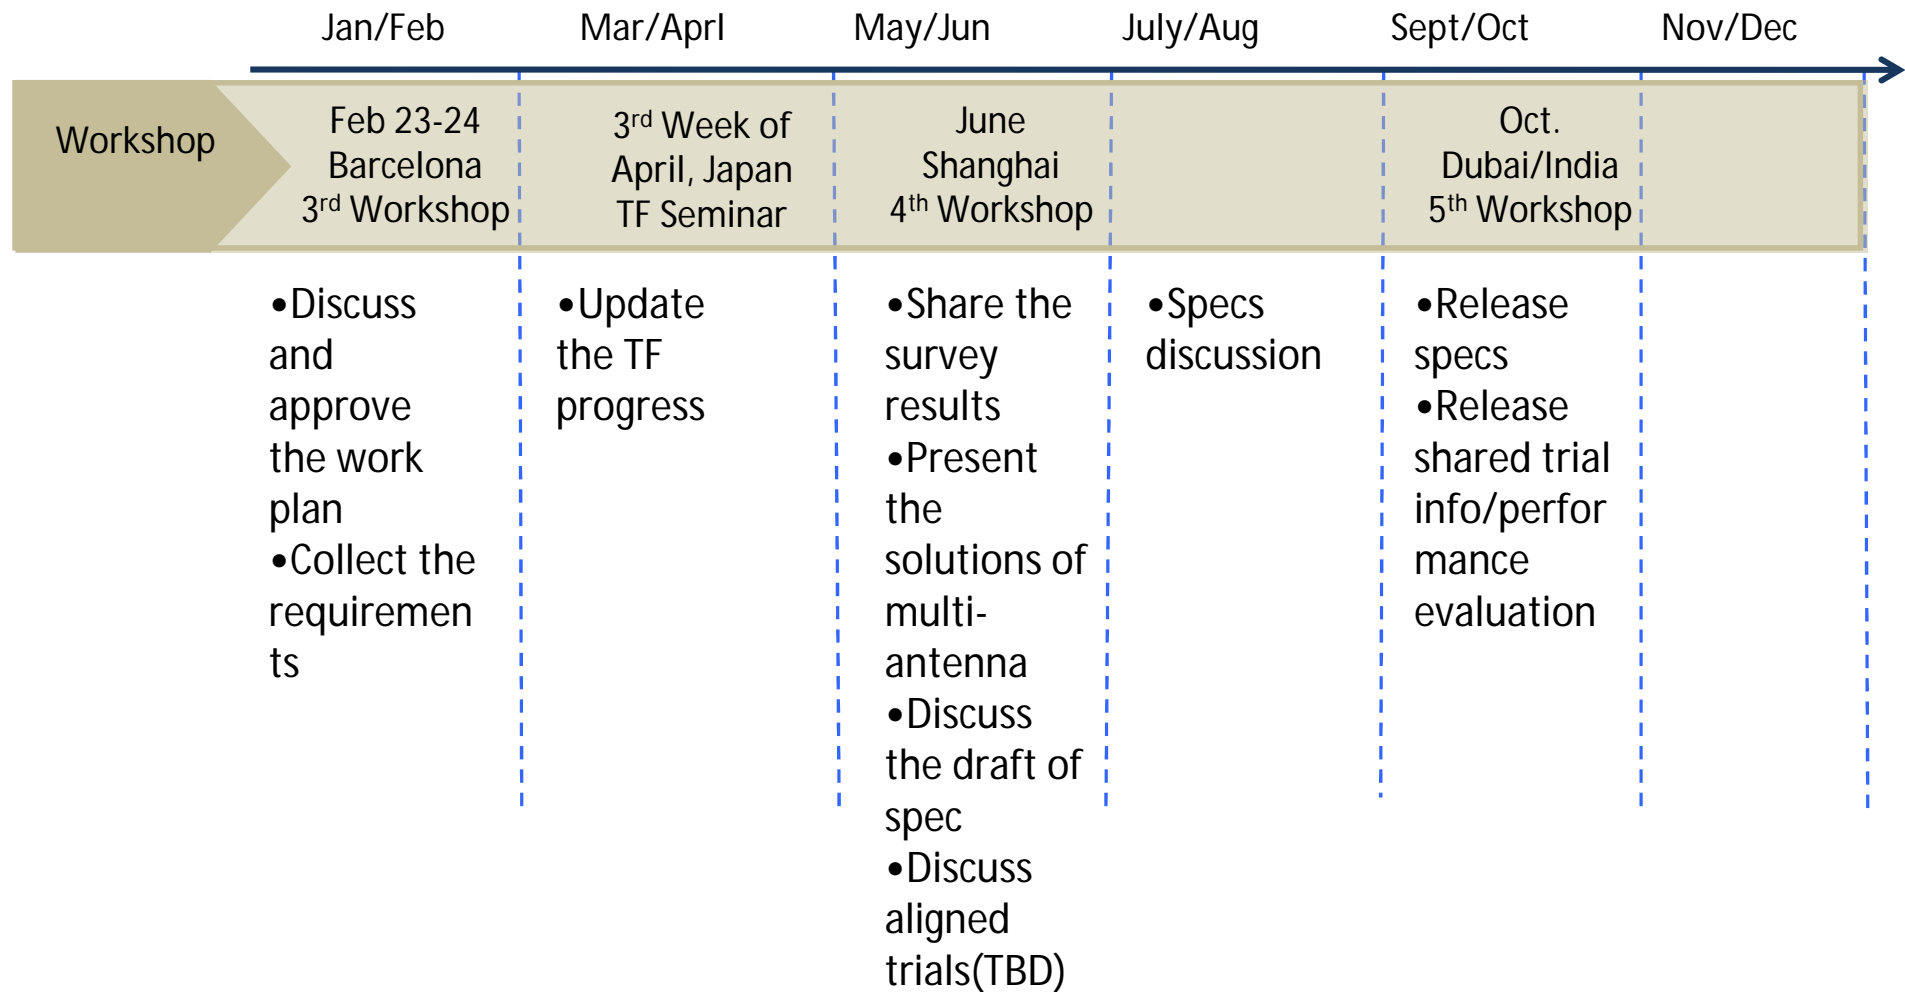 Jan/Feb
Mar/Aprl
May/Jun
July/Aug
Sept/Oct
Nov/Dec
Workshop
Feb 23-24
Barcelona
3rd Workshop
3rd Week of
April, Japan
TF Seminar
June
Shanghai
4th Workshop
Oct.
Dubai/India
5th Workshop
•Discuss
and
approve
the work
plan
•Collect the
requiremen
ts
•Update
the TF
progress
•Share the
survey
results
•Present
the
solutions of
multi-
antenna
•Discuss
the draft of
spec
•Discuss
aligned
trials(TBD)
•Specs
discussion
•Release
specs
•Release
shared trial
info/perfor
mance
evaluation